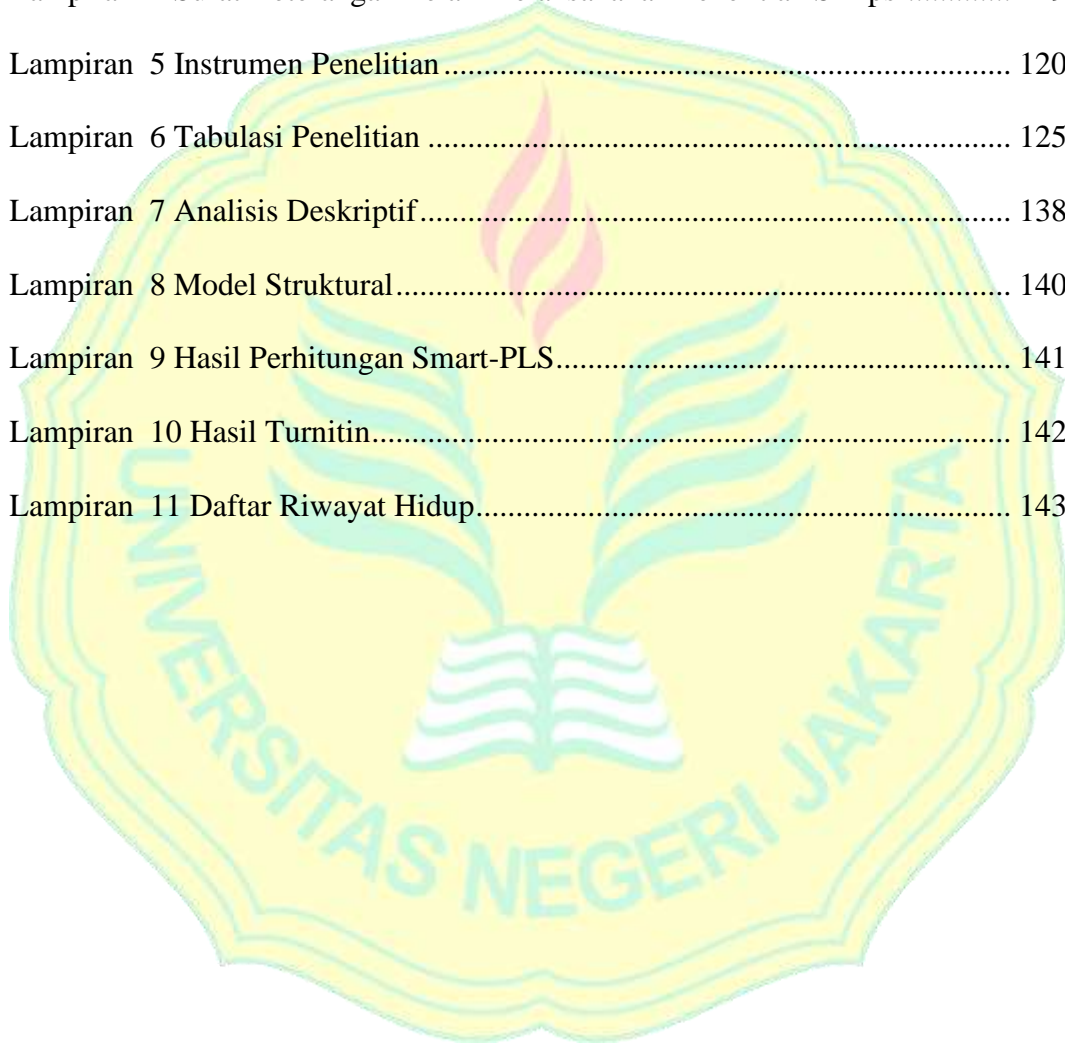 Lampiran 5 Instrumen Penelitian ........................................................................ 120
Lampiran 6 Tabulasi Penelitian .......................................................................... 125
Lampiran 7 Analisis Deskriptif ........................................................................... 138
Lampiran 8 Model Struktural .............................................................................. 140
Lampiran 9 Hasil Perhitungan Smart-PLS .......................................................... 141
Lampiran 10 Hasil Turnitin ................................................................................. 142
Lampiran 11 Daftar Riwayat Hidup .................................................................... 143
UNIVERSITAS NEGERI JAKARTA